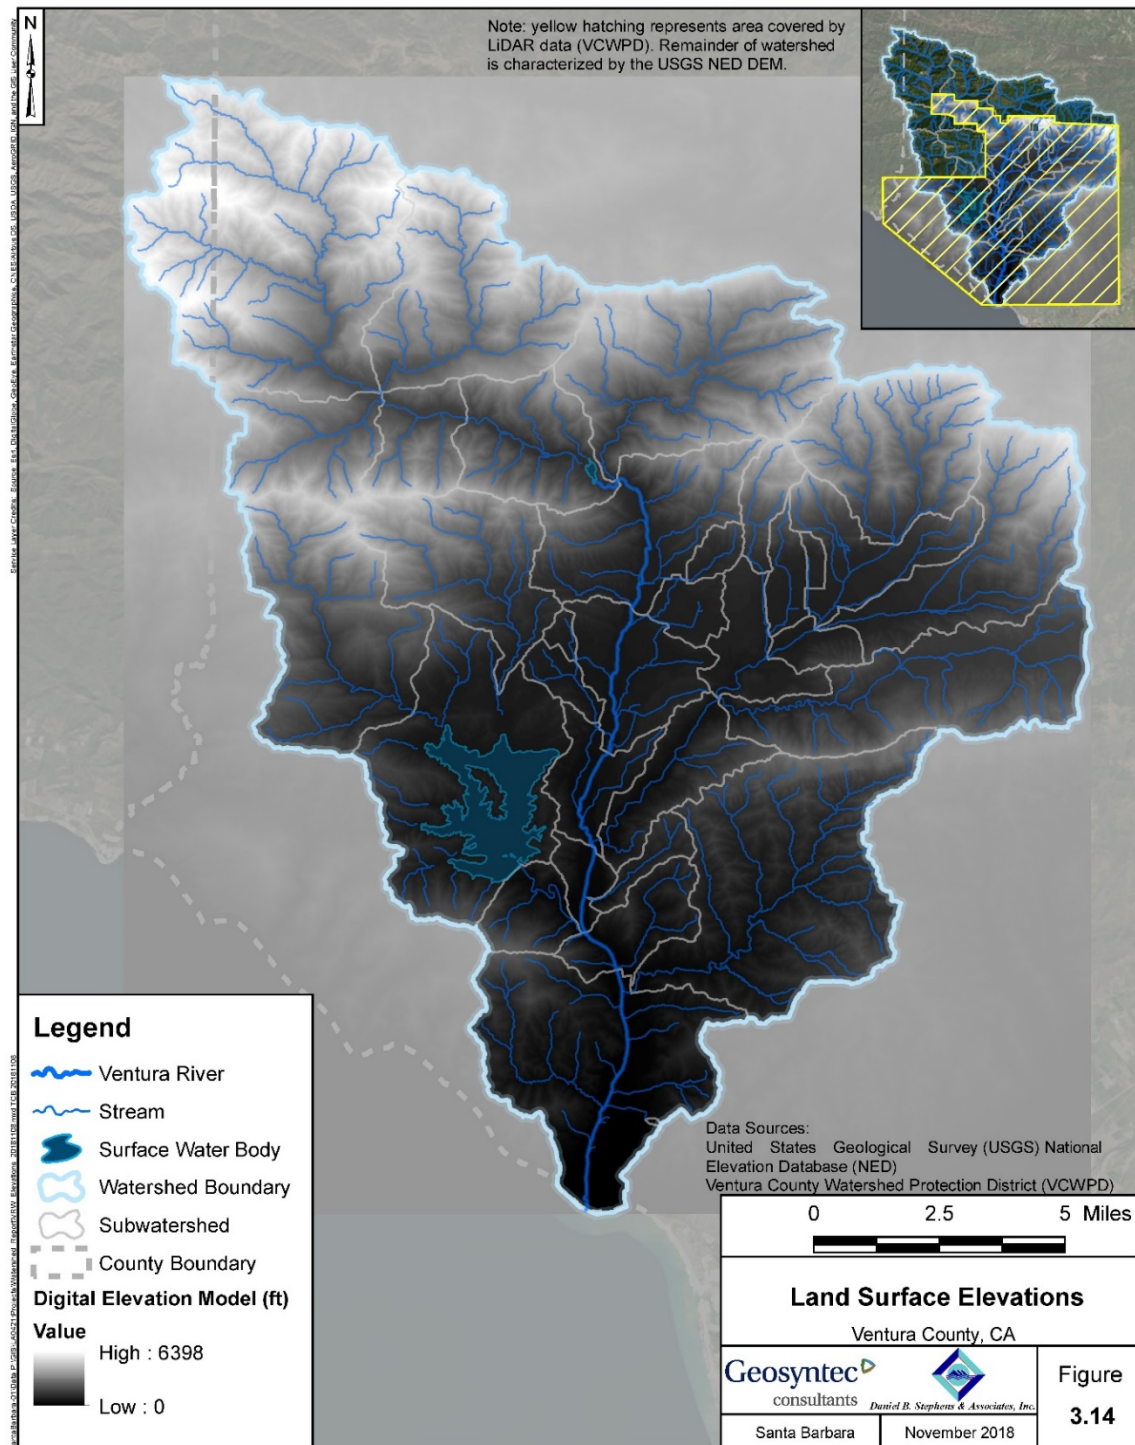 N
Note: yellow hatching represents area covered by
LiDAR data (VCWPD). Remainder of watershed
is characterized by the USGS NED DEM.
Legend
Ventura River
Stream
Surface Water Body
Watershed Boundary
Subwatershed
County Boundary
Digital Elevation Model (ft)
Value
High : 6398
Low : 0
Data Sources:
United States Geological Survey (USGS) National
Elevation Database (NED)
Ventura County Watershed Protection District (VCWPD)
0 2.5 5 Miles
Land Surface Elevations
Ventura County, CA
Geosyntec
consultants
Daniel B. Stephens & Associates, Inc.
Santa Barbara
November 2018
Figure
3.14